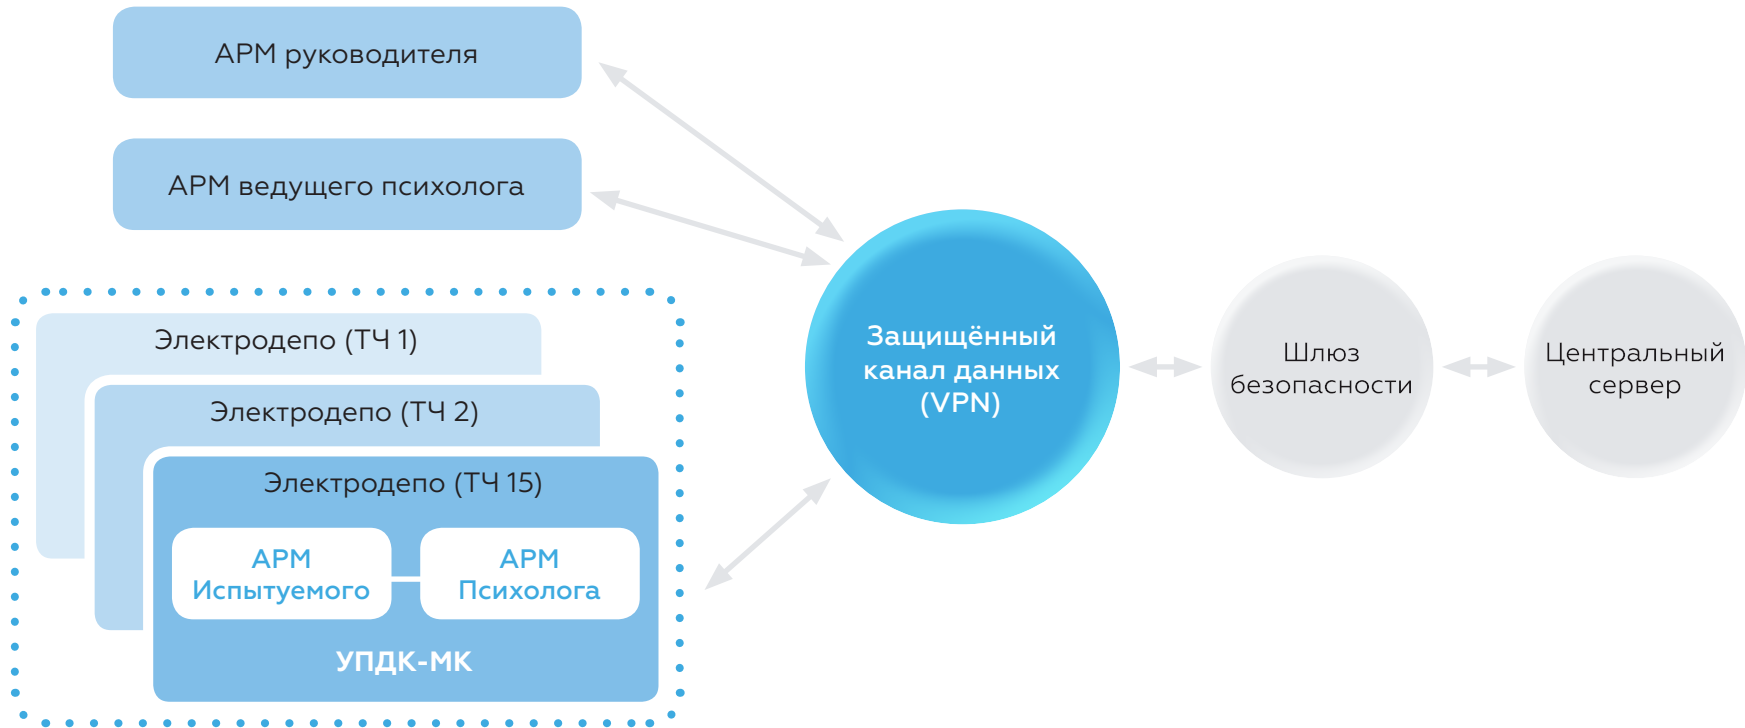 АРМ руководителя
АРМ ведущего психолога
Электродепо (ТЧ 1)
Электродепо (ТЧ 2)
Электродепо (ТЧ 15)
АРМ
Испытуемого
АРМ
Психолога
УПДК-МК
Защищённый
канал данных
(VPN)
Шлюз
безопасности
Центральный
сервер